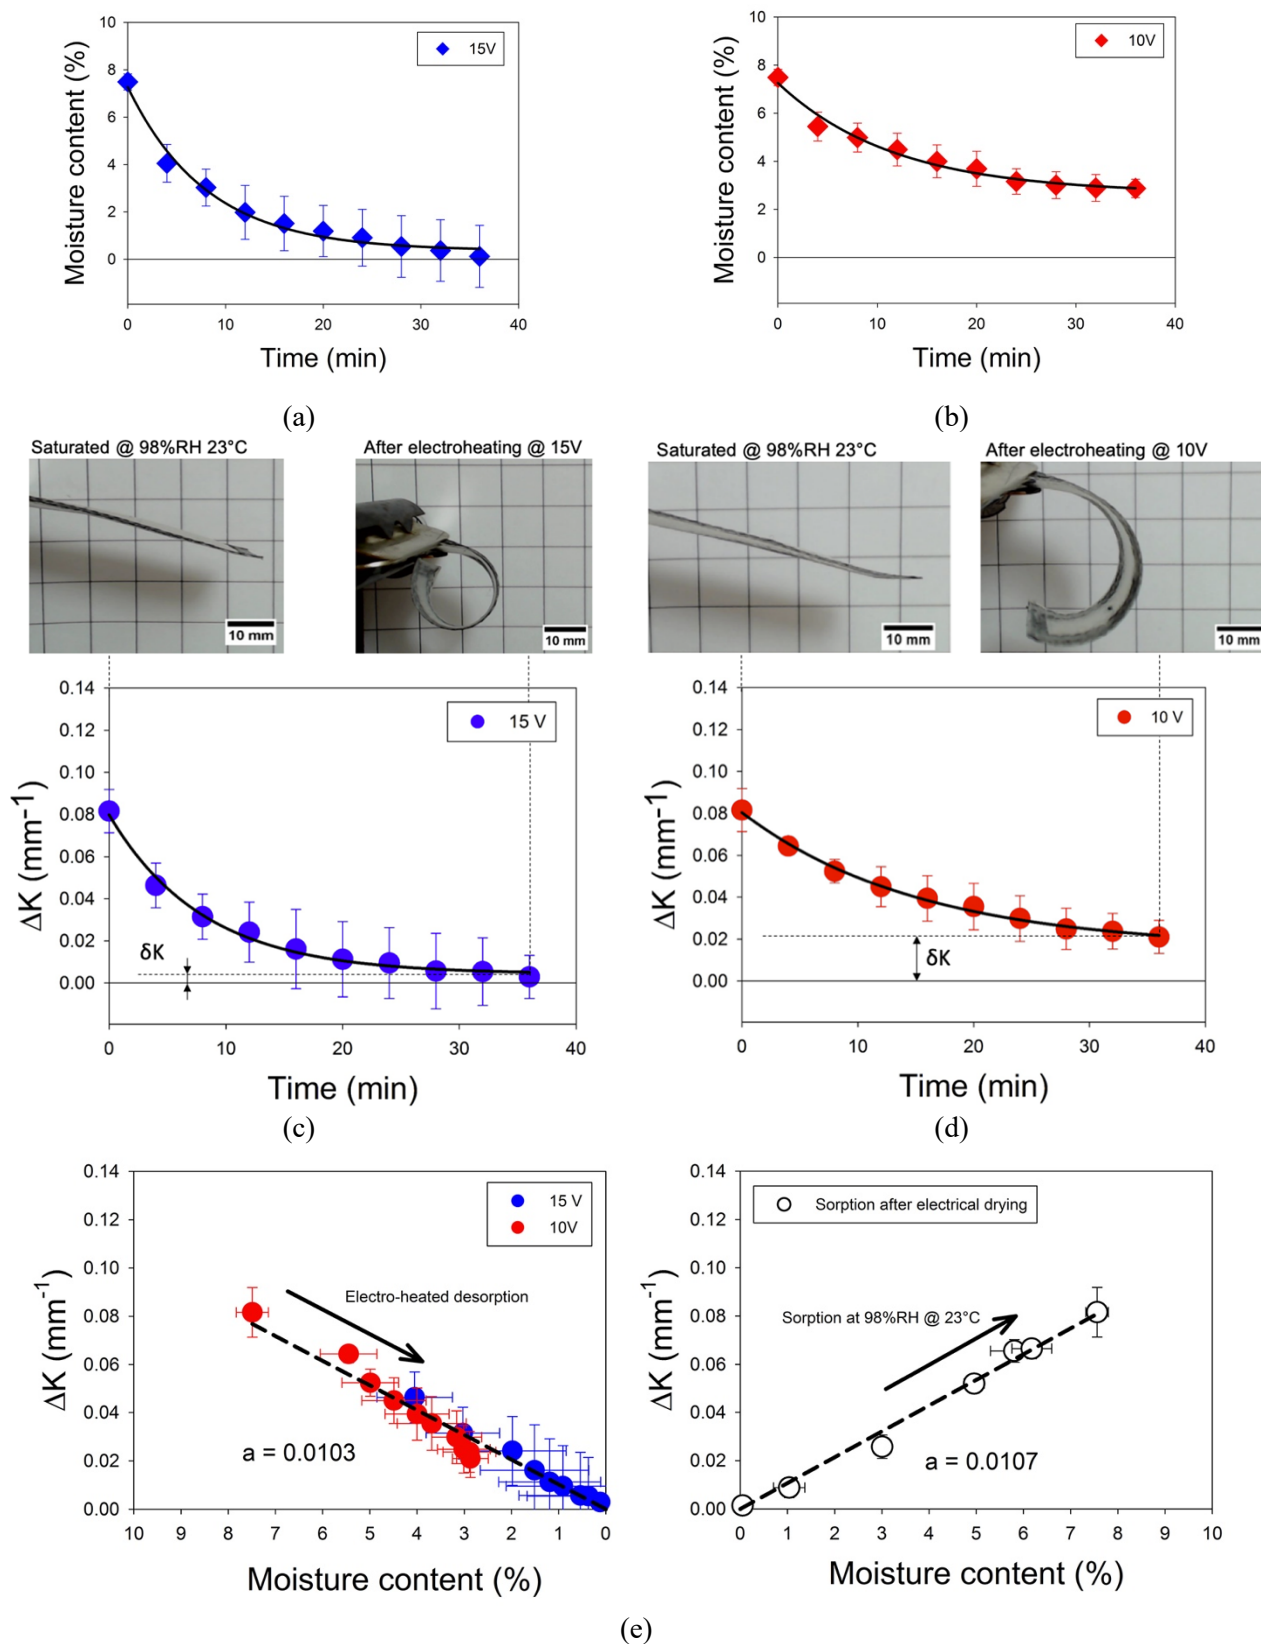 10
8
6
4
2
0
Moisture content (%)
15V
0
10
20
30
40
Time (min)
(a)
10
8
6
4
2
0
Moisture content (%)
10V
0
10
20
30
40
Time (min)
(b)
Saturated @ 98%RH 23°C
After electroheating @ 15V
10 mm
10 mm
Saturated @ 98%RH 23°C
After electroheating @ 10V
10 mm
10 mm
0.14
0.12
0.10
0.08
0.06
0.04
0.02
0.00
ΔK (mm-1)
15 V
δK
0
10
20
30
40
Time (min)
(c)
0.14
0.12
0.10
0.08
0.06
0.04
0.02
0.00
ΔK (mm-1)
10 V
δK
0
10
20
30
40
Time (min)
(d)
0.14
0.12
0.10
0.08
0.06
0.04
0.02
0.00
ΔK (mm-1)
15 V
10V
Electro-heated desorption
a = 0.0103
10
9
8
7
6
5
4
3
2
1
0
Moisture content (%)
0.14
0.12
0.10
0.08
0.06
0.04
0.02
0.00
ΔK (mm-1)
Sorption after electrical drying
Sorption at 98%RH @ 23°C
a = 0.0107
0
1
2
3
4
5
6
7
8
9
10
Moisture content (%)
(e)